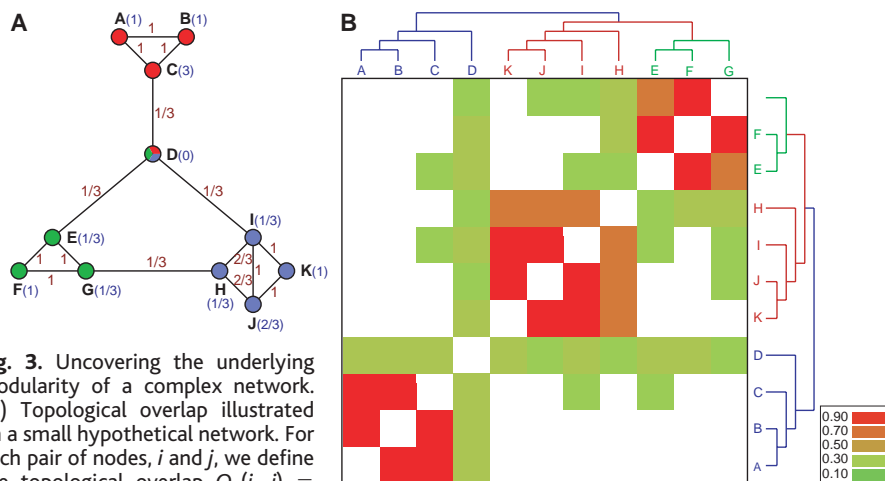 A
A(1) 1 B(1)
1 1
C(3)
1/3
D(0)
1/3 1/3
E(1/3) I(1/3)
1 1 2/3 1 1
F(1) 1 G(1/3) 1/3 H (1/3) 2/3 1 K(1)
J(2/3)
g. 3. Uncovering the underlying
odularity of a complex network.
) Topological overlap illustrated
a small hypothetical network. For
ch pair of nodes, i and j, we define
B
A B C D K J I H E F G
F
E
H
I
J
K
D
C
B
A
0.90
0.70
0.50
0.30
0.10